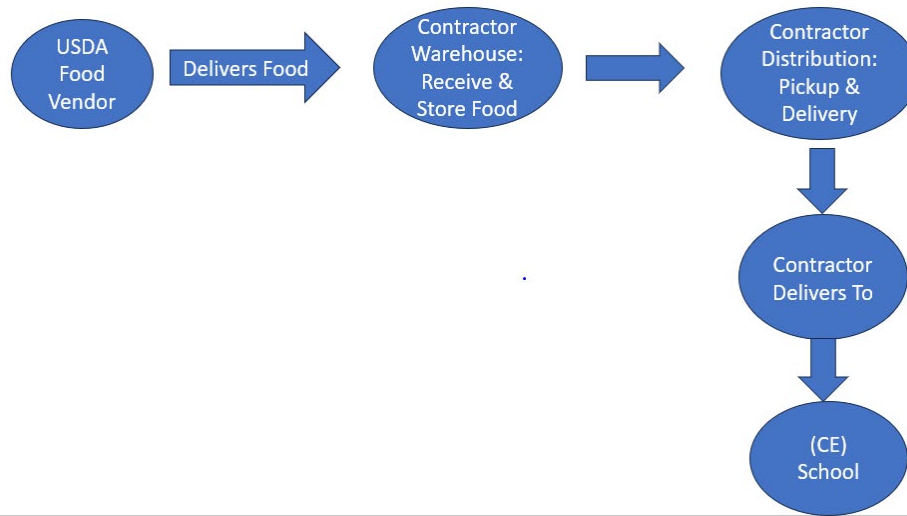 USDA
Food
Vendor
Delivers Food
Contractor
Warehouse:
Receive &
Store Food
Contractor
Distribution:
Pickup &
Delivery
Contractor
Delivers To
(CE)
School